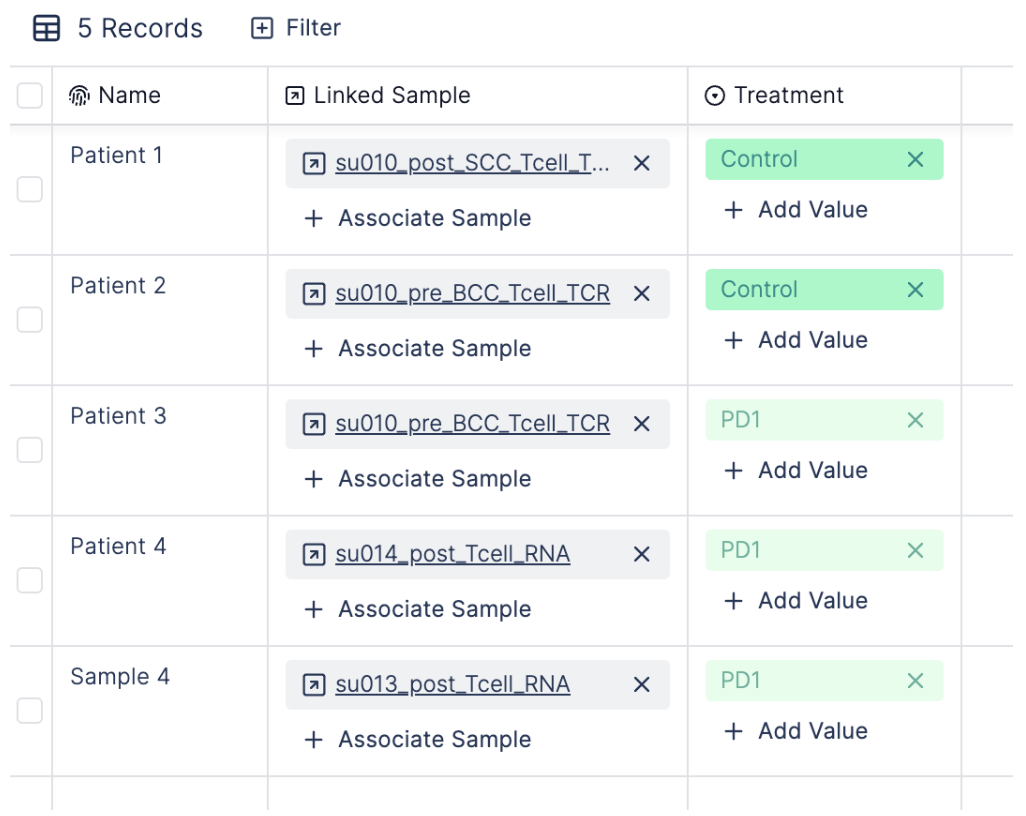 5 Records Filter
Name Linked Sample Treatment
Patient 1 su010_post_SCC_Tcell_T... Control
Associate Sample Add Value
Patient 2 su010_pre_BCC_Tcell_TCR Control
Associate Sample Add Value
Patient 3 su010_pre_BCC_Tcell_TCR PD1
Associate Sample Add Value
Patient 4 su014_post_Tcell_RNA PD1
Associate Sample Add Value
Sample 4 su013_post_Tcell_RNA PD1
Associate Sample Add Value